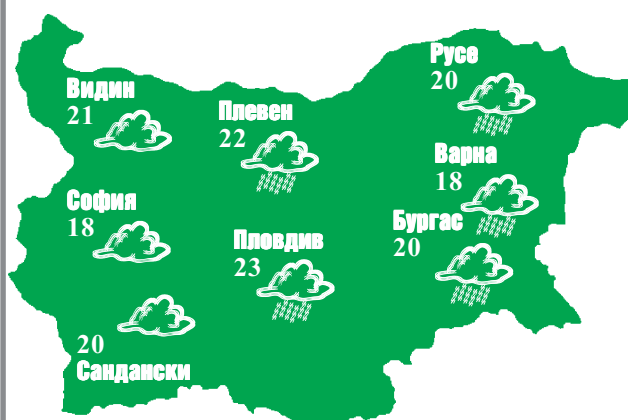 Русе
20
Видин
21
Плевен
22
Варна
18
София
18
Бургас
20
Пловдив
23
20
Сандански